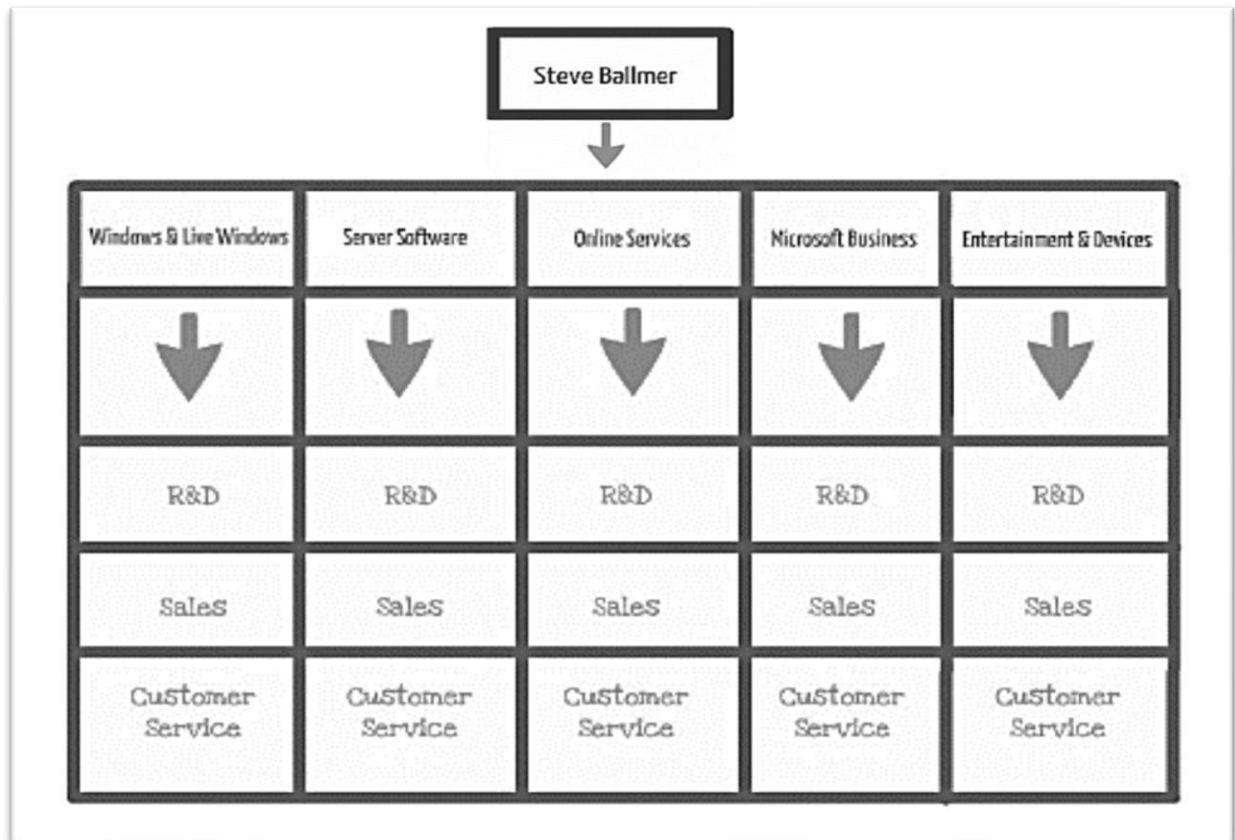 Steve Ballmer
Windows & Live Windows
Server Software
Online Services
Microsoft Business
Entertainment & Devices
R&D
R&D
R&D
R&D
R&D
Sales
Sales
Sales
Sales
Sales
Customer
Service
Customer
Service
Customer
Service
Customer
Service
Customer
Service